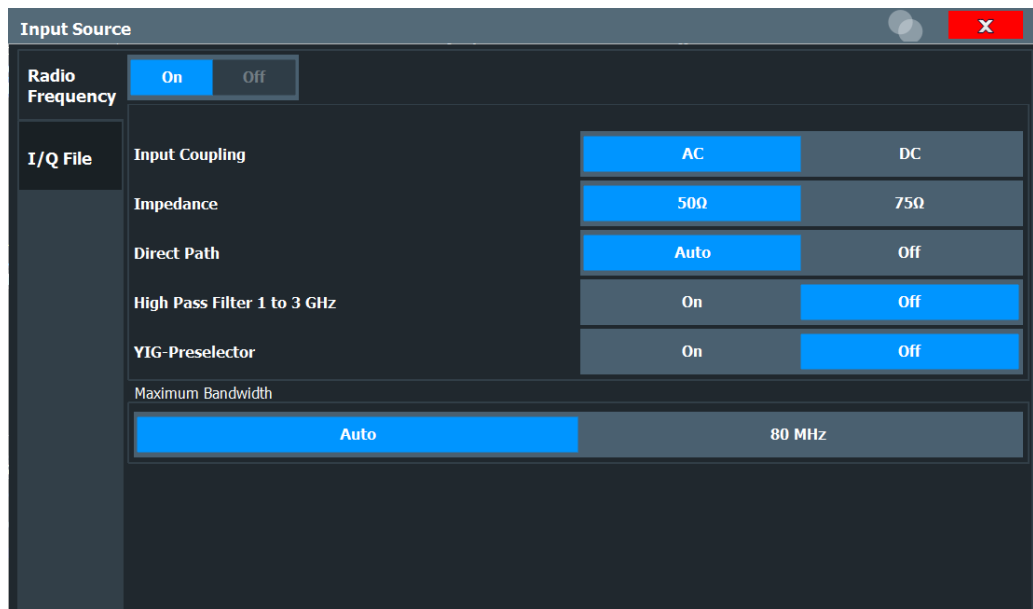 Input Source
X
Radio
Frequency
On Off
I/Q File
Input Coupling AC DC
Impedance 50Ω 75Ω
Direct Path Auto Off
High Pass Filter 1 to 3 GHz On Off
YIG-Preselector On Off
Maximum Bandwidth
Auto 80 MHz